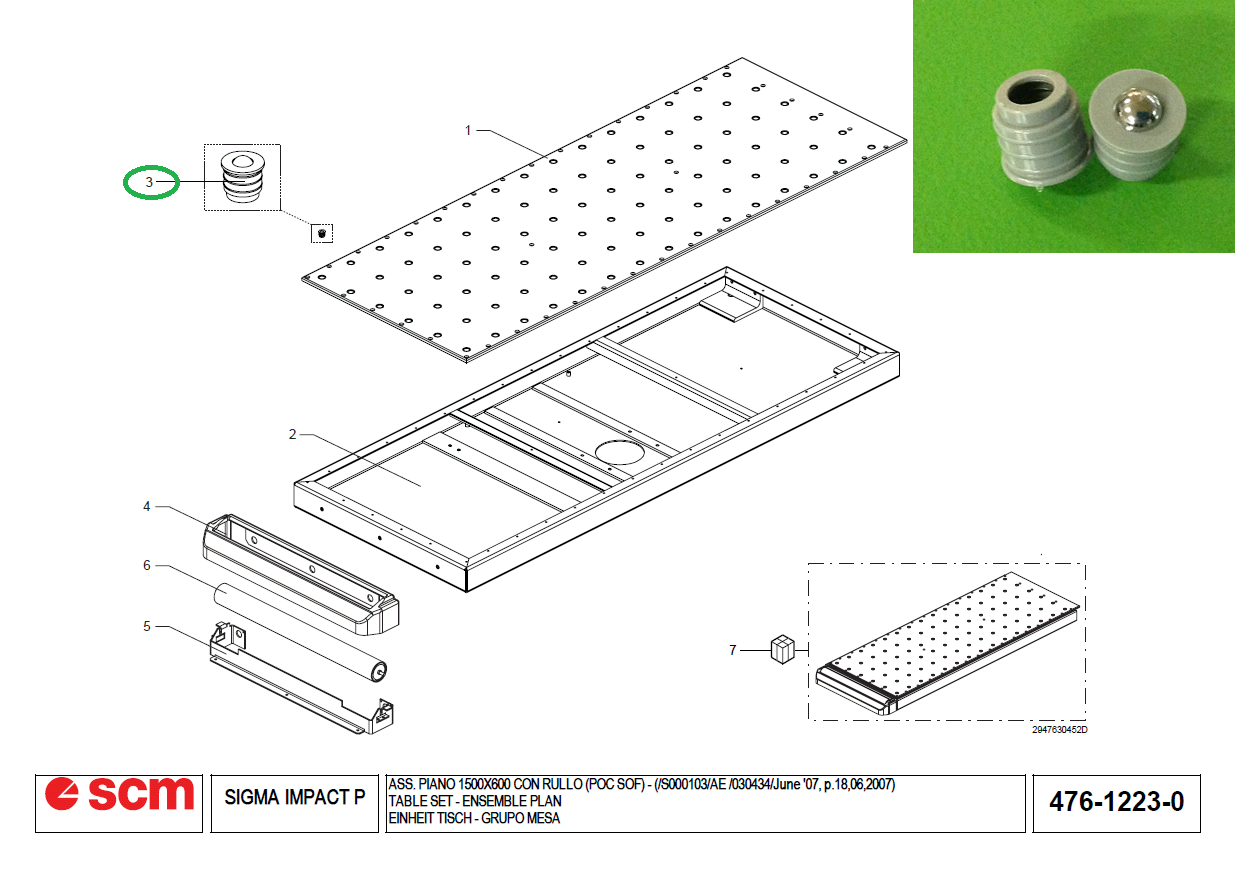 1
3
2
4
6
5
7
2947630452D
scm
SIGMA IMPACT P
ASS. PIANO 1500X600 CON RULLO (POC SOF) - (/S000103/AE /030434/June '07, p.18,06,2007)
TABLE SET - ENSEMBLE PLAN
EINHEIT TISCH - GRUPO MESA
476-1223-0